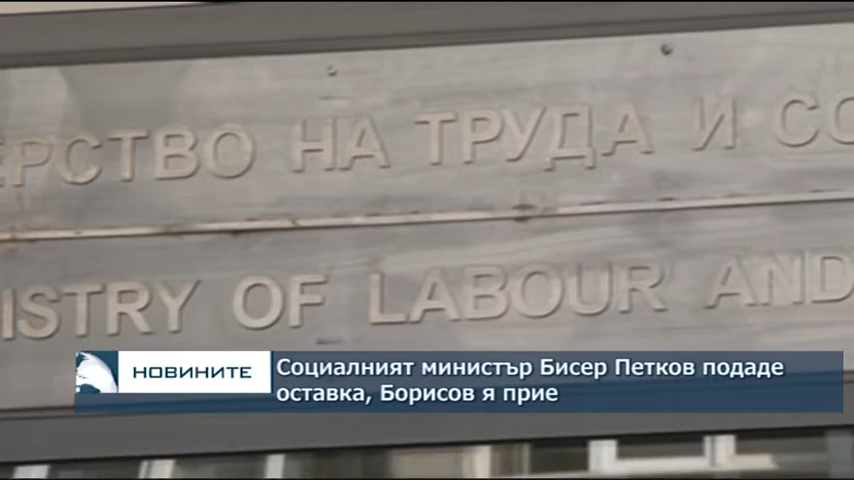 ЕРСТВО НА ТРУДА И СО
ISTRY OF LABOUR AND
НОВИНИТЕ
Социалният министър Бисер Петков подаде
оставка, Борисов я прие